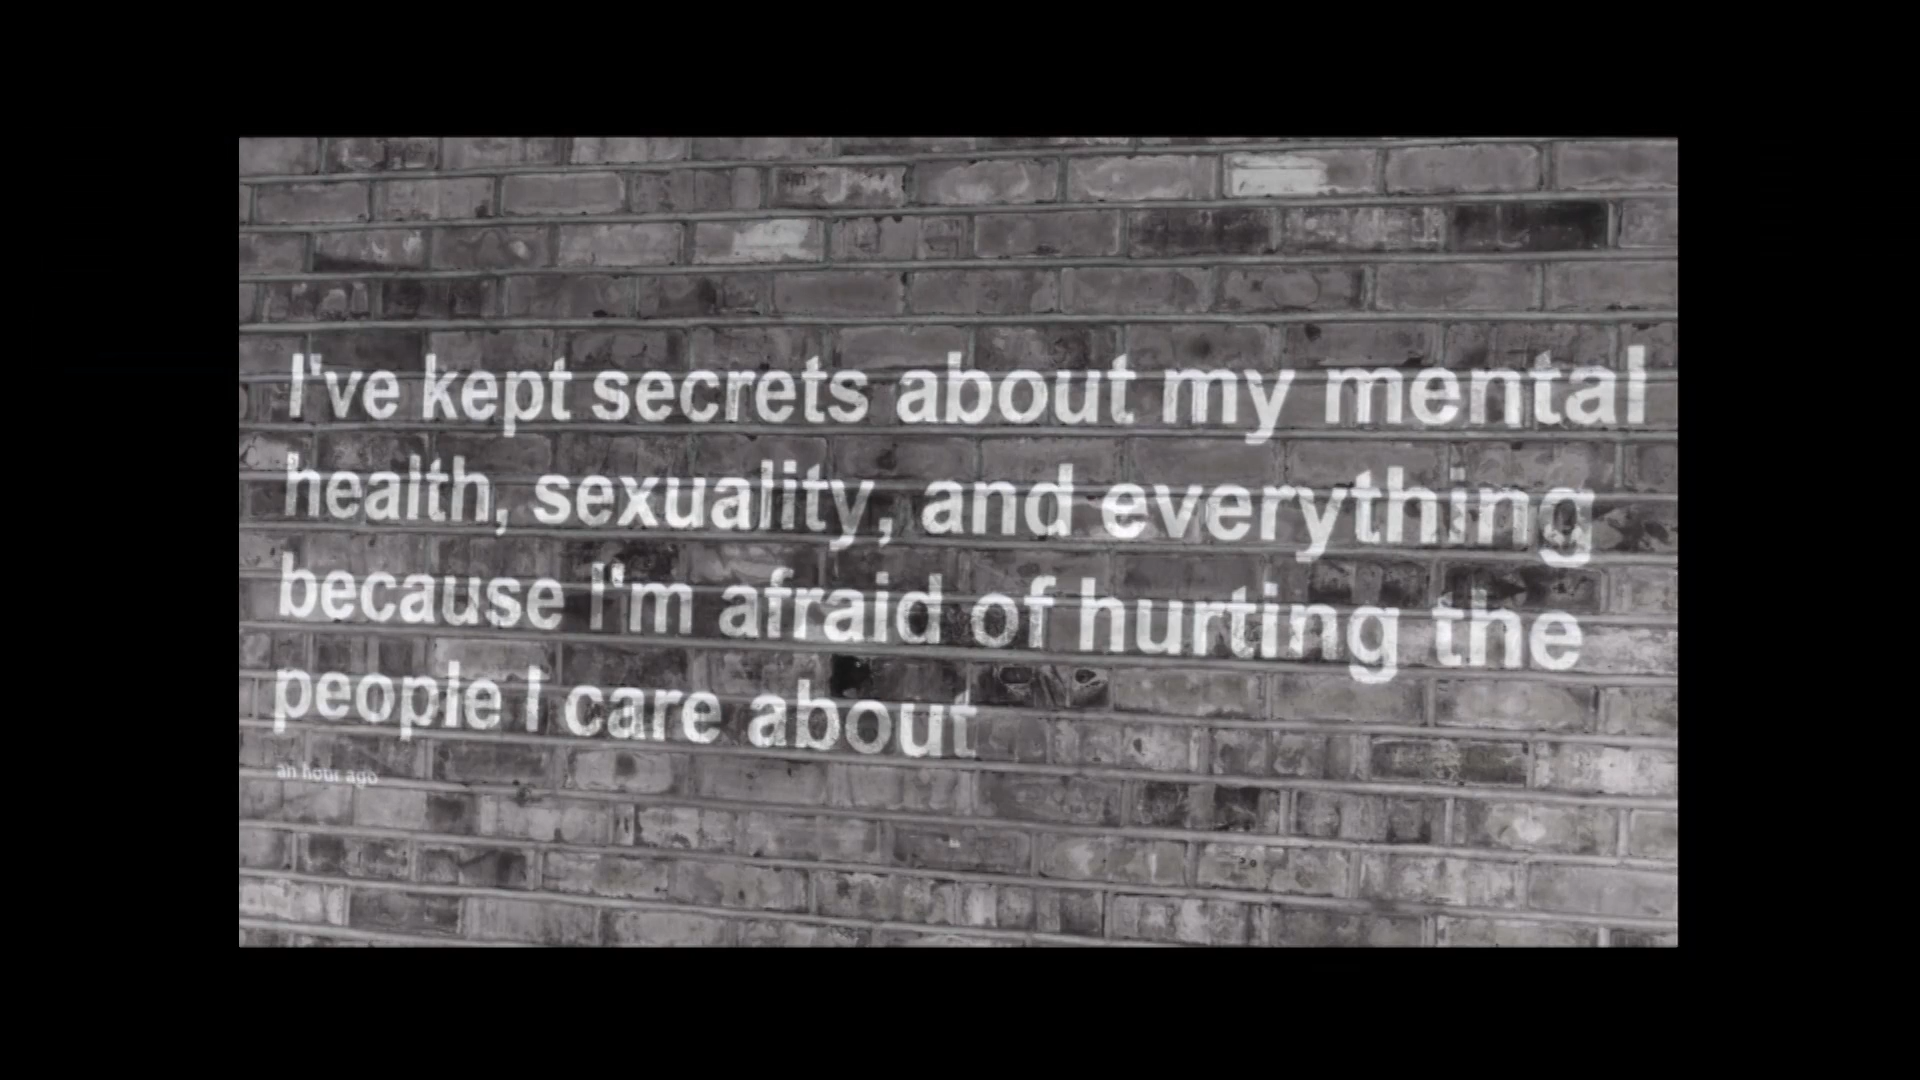 I've kept secrets about my mental
health, sexuality, and everything
because I'm afraid of hurting the
people I care about
an hour ago